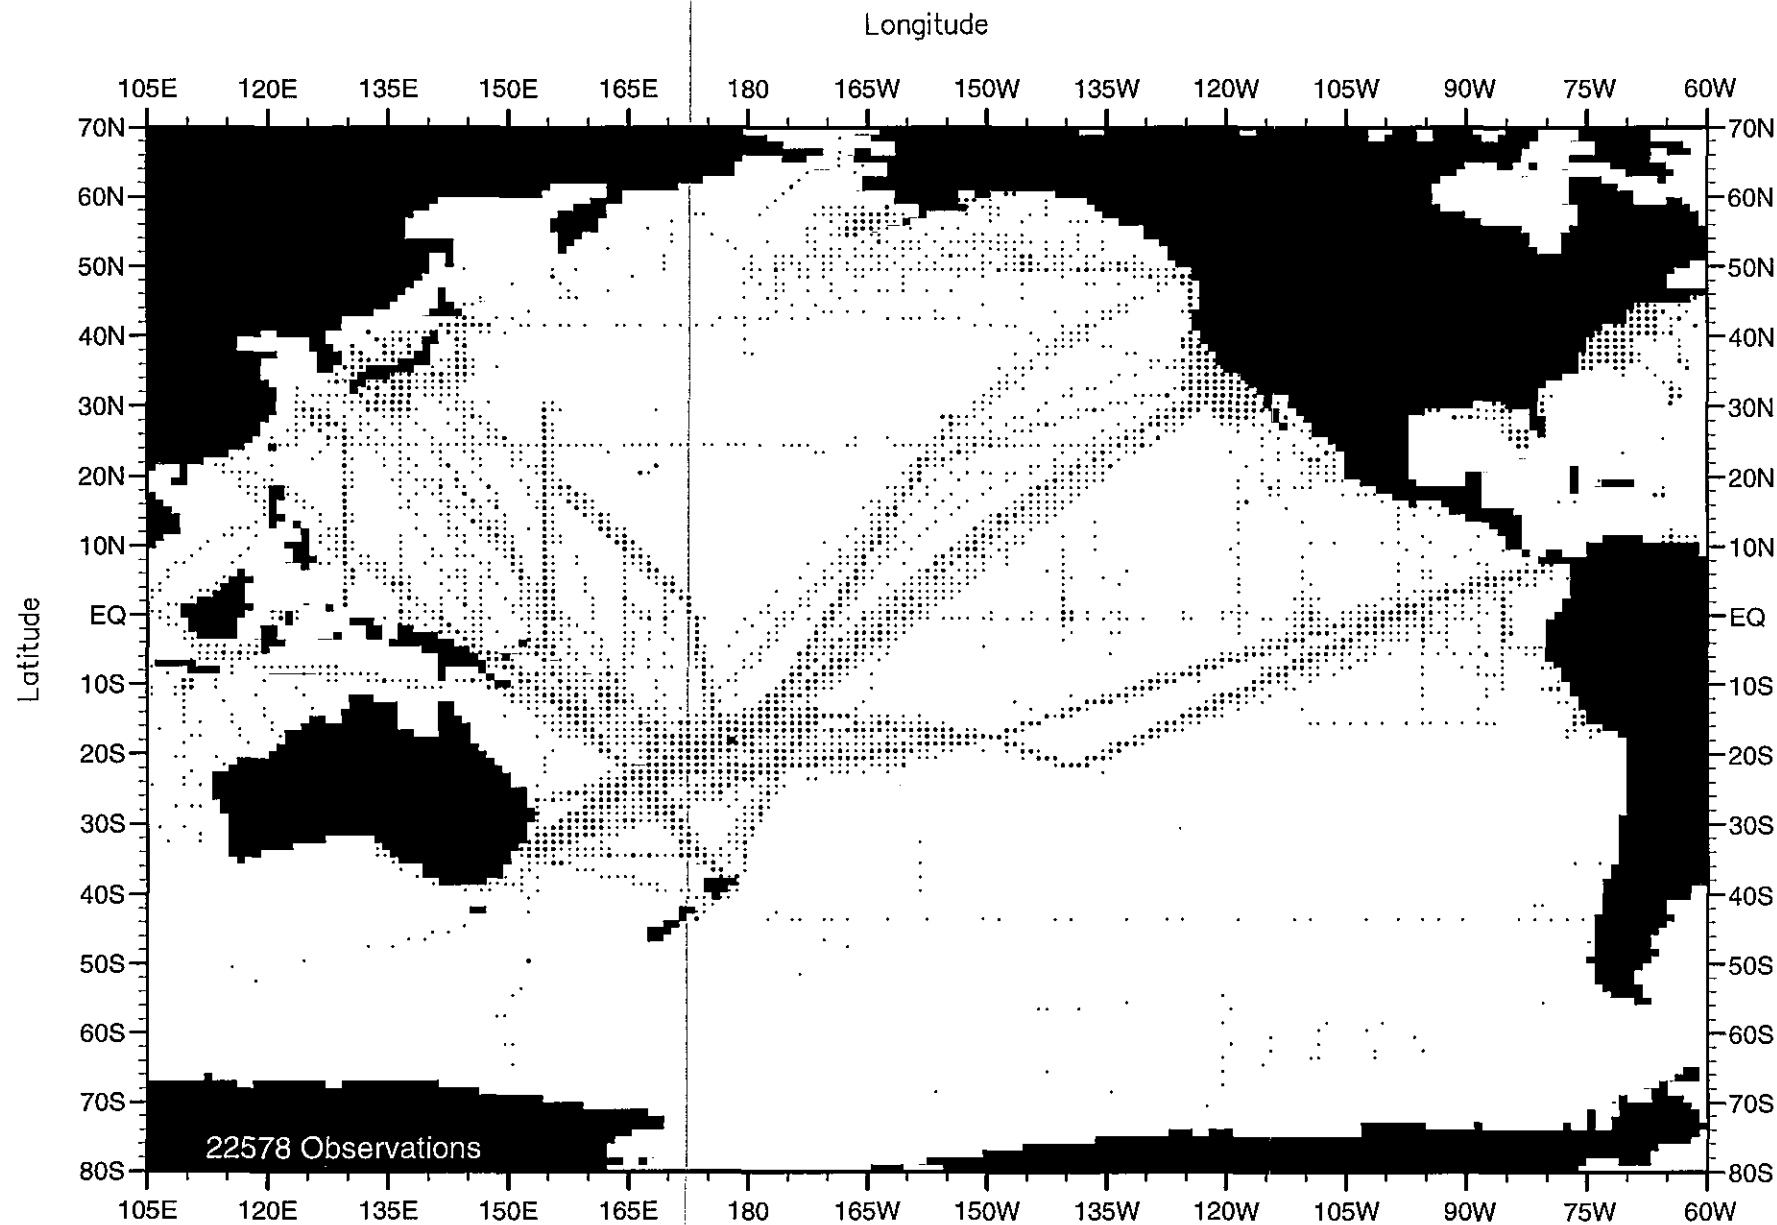 Longitude
105E 120E 135E 150E 165E 180 165W 150W 135W 120W 105W 90W 75W 60W
70N 70N
60N 60N
50N 50N
40N 40N
30N 30N
20N 20N
10N 10N
EQ EQ
Latitude
10S 10S
20S 20S
30S 30S
40S 40S
50S 50S
60S 60S
70S 70S
22578 Observations
80S 80S
105E 120E 135E 150E 165E 180 165W 150W 135W 120W 105W 90W 75W 60W